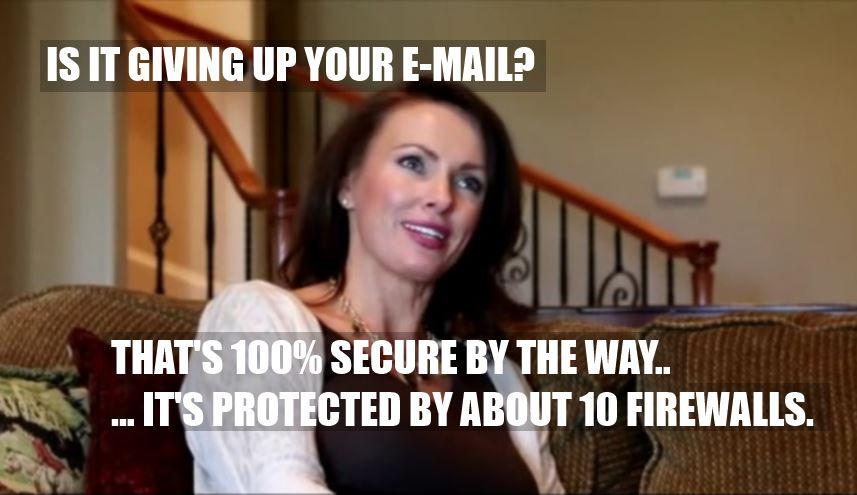 IS IT GIVING UP YOUR E-MAIL?
THAT'S 100% SECURE BY THE WAY..
... IT'S PROTECTED BY ABOUT 10 FIREWALLS.